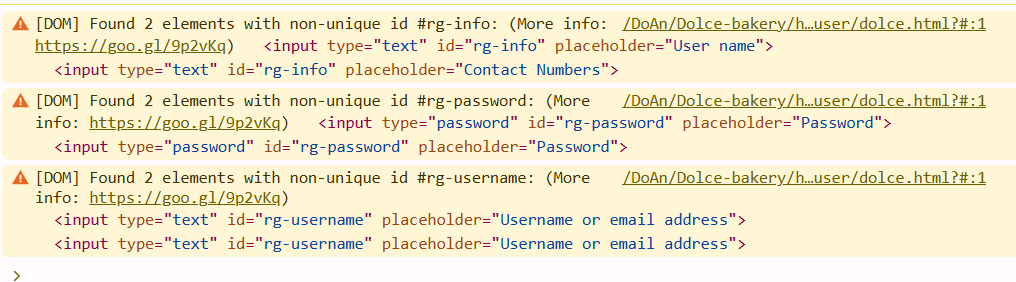 [DOM] Found 2 elements with non-unique id #rg-info: (More info: /DoAn/Dolce-bakery/h…user/dolce.html?#:1
https://goo.gl/9p2vKq) <input type="text" id="rg-info" placeholder="User name">
<input type="text" id="rg-info" placeholder="Contact Numbers">
[DOM] Found 2 elements with non-unique id #rg-password: (More /DoAn/Dolce-bakery/h…user/dolce.html?#:1
info: https://goo.gl/9p2vKq) <input type="password" id="rg-password" placeholder="Password">
<input type="password" id="rg-password" placeholder="Password">
[DOM] Found 2 elements with non-unique id #rg-username: (More /DoAn/Dolce-bakery/h…user/dolce.html?#:1
info: https://goo.gl/9p2vKq)
<input type="text" id="rg-username" placeholder="Username or email address">
<input type="text" id="rg-username" placeholder="Username or email address">